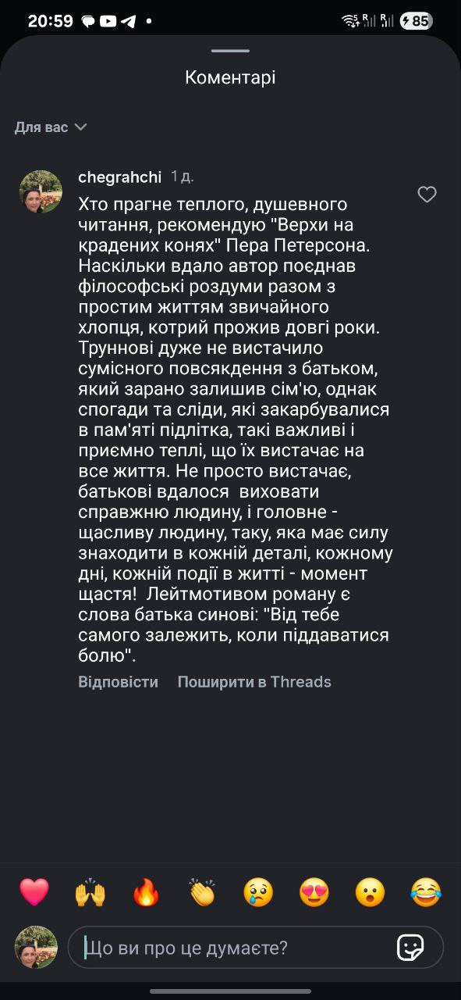 20:59
85
Коментарі
Для вас
chegrahchi 1 д.
Хто прагне теплого, душевного
читання, рекомендую "Верхи на
крадених конях" Пера Петерсона.
Наскільки вдало автор поєднав
філософські роздуми разом з
простим життям звичайного
хлопця, котрий прожив довгі роки.
Труннові дуже не вистачило
сумісного повсякдення з батьком,
який зарано залишив сім'ю, однак
спогади та сліди, які закарбувалися
в пам'яті підлітка, такі важливі і
приємно теплі, що їх вистачає на
все життя. Не просто вистачає,
батькові вдалося  виховати
справжню людину, і головне -
щасливу людину, таку, яка має силу
знаходити в кожній деталі, кожному
дні, кожній події в житті - момент
щастя!  Лейтмотивом роману є
слова батька синові: "Від тебе
самого залежить, коли піддаватися
болю".
Відповісти Поширити в Threads
Що ви про це думаєте?